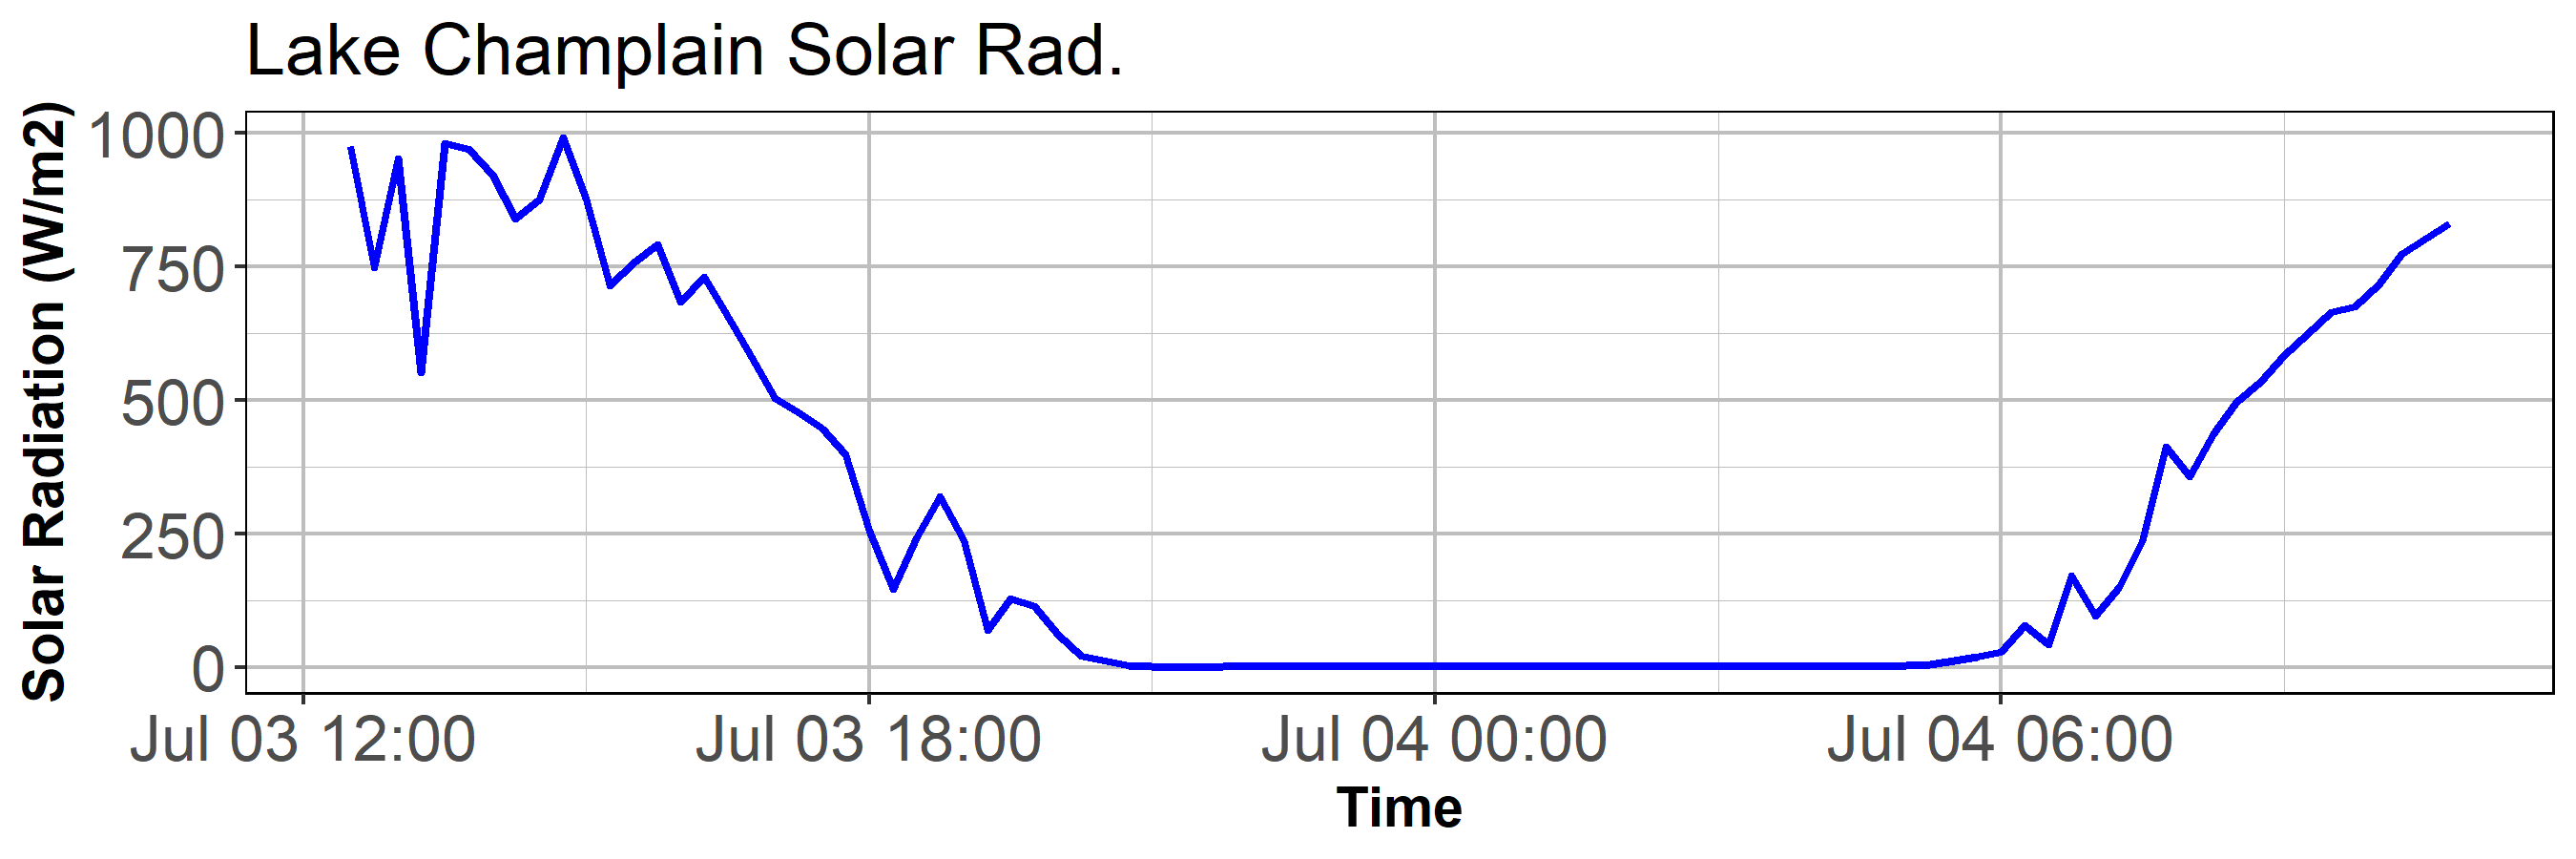 Lake Champlain Solar Rad.
Solar Radiation (W/m2)
1000
750
500
250
0
Jul 03 12:00
Jul 03 18:00
Jul 04 00:00
Jul 04 06:00
Time